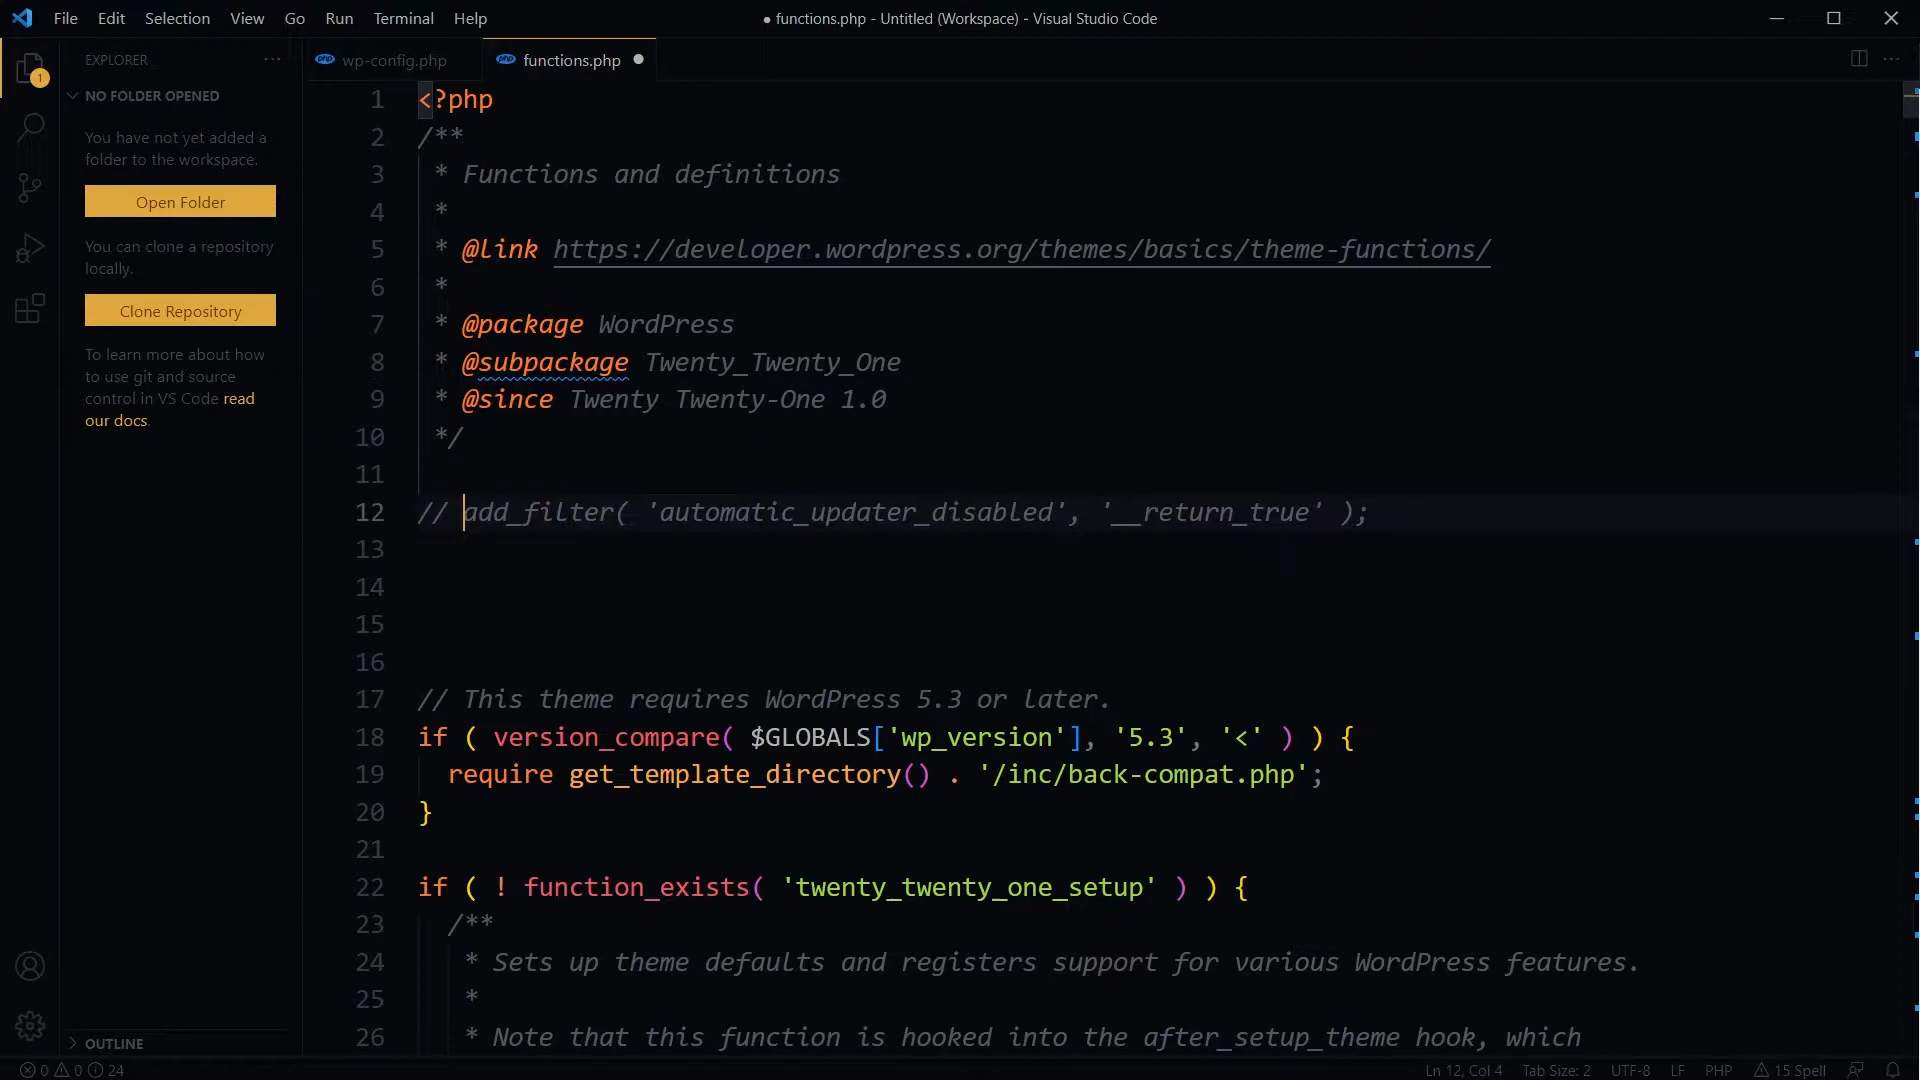 File Edit Selection View Go Run Terminal Help
● functions.php - Untitled (Workspace) - Visual Studio Code
EXPLORER
wp-config.php
functions.php
NO FOLDER OPENED
You have not yet added a
folder to the workspace.
Open Folder
You can clone a repository
locally.
Clone Repository
To learn more about how
to use git and source
control in VS Code read
our docs.
OUTLINE
1 <?php
2 /**
3 * Functions and definitions
4 *
5 * @link https://developer.wordpress.org/themes/basics/theme-functions/
6 *
7 * @package WordPress
8 * @subpackage Twenty_Twenty_One
9 * @since Twenty Twenty-One 1.0
10 */
11
12 // add_filter( 'automatic_updater_disabled', '__return_true' );
13
14
15
16
17 // This theme requires WordPress 5.3 or later.
18 if ( version_compare( $GLOBALS['wp_version'], '5.3', '<' ) ) {
19 require get_template_directory() . '/inc/back-compat.php';
20 }
21
22 if ( ! function_exists( 'twenty_twenty_one_setup' ) ) {
23 /**
24 * Sets up theme defaults and registers support for various WordPress features.
25 *
26 * Note that this function is hooked into the after_setup_theme hook, which
0 0 24
Ln 12, Col 4 Tab Size: 2 UTF-8 LF PHP 15 Spell